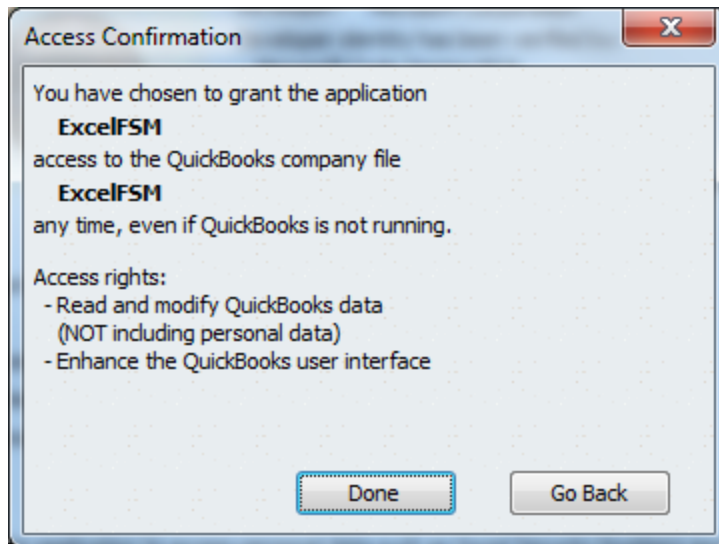 Access Confirmation
You have chosen to grant the application
ExcelFSM
access to the QuickBooks company file
ExcelFSM
any time, even if QuickBooks is not running.
Access rights:
- Read and modify QuickBooks data
(NOT including personal data)
- Enhance the QuickBooks user interface
Done
Go Back